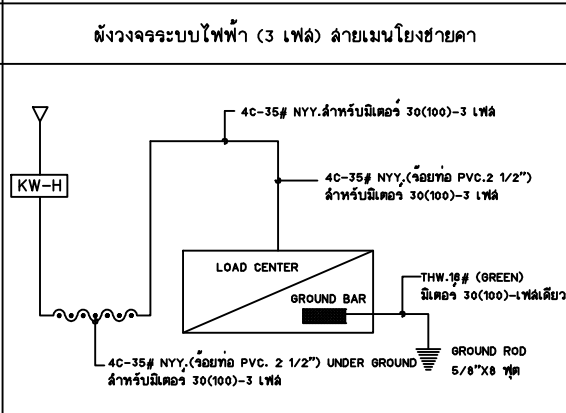 ผังวงจรระบบไฟฟ้า (3 เฟส) สายเมนโยงชายคา
4C-35# NYY.สำหรับมิเตอร์ 30(100)-3 เฟส
KW-H
4C-35# NYY.(ร้อยท่อ PVC.2 1/2")
สำหรับมิเตอร์ 30(100)-3 เฟส
LOAD CENTER
GROUND BAR
THW.16# (GREEN)
มิเตอร์ 30(100)-เฟสเดียว
4C-35# NYY.(ร้อยท่อ PVC. 2 1/2") UNDER GROUND
สำหรับมิเตอร์ 30(100)-3 เฟส
GROUND ROD
5/8"X8 ฟุต